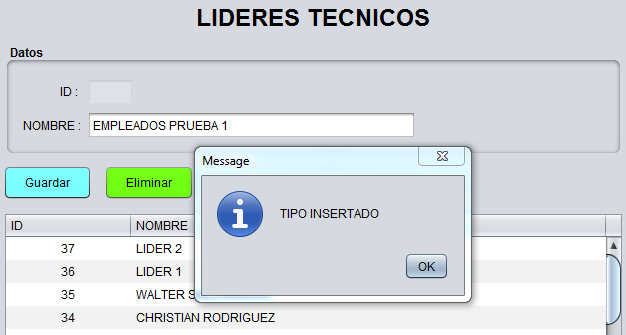 LIDERES TECNICOS
Datos
ID :
NOMBRE : EMPLEADOS PRUEBA 1
Guardar Eliminar
Message
TIPO INSERTADO
OK
ID NOMBRE
37 LIDER 2
36 LIDER 1
35 WALTER
34 CHRISTIAN RODRIGUEZ